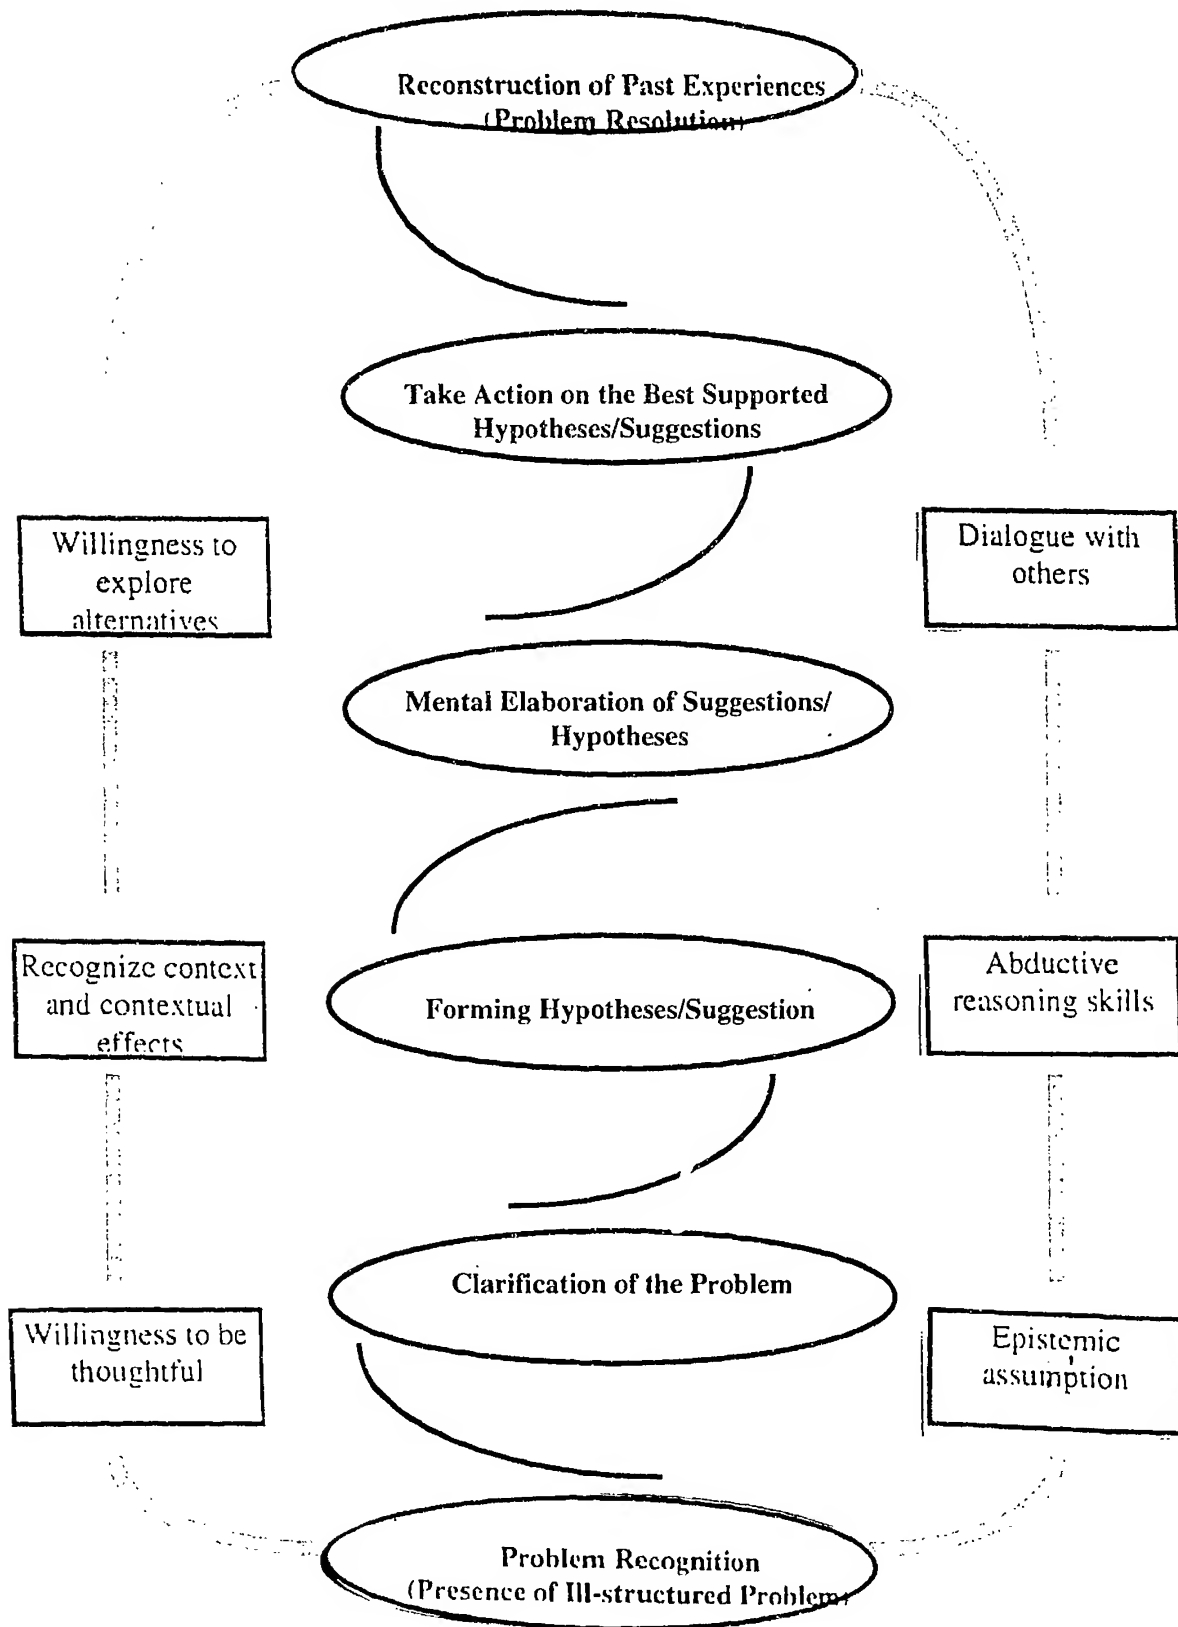 Reconstruction of Past Experiences
(Problem Resolution)
Take Action on the Best Supported
Hypotheses/Suggestions
Willingness to
explore
alternatives
Dialogue with
others
Mental Elaboration of Suggestions/
Hypotheses
Recognize context
and contextual
effects
Forming Hypotheses/Suggestion
Abductive
reasoning skills
Clarification of the Problem
Willingness to be
thoughtful
Epistemic
assumption
Problem Recognition
(Presence of Ill-structured Problem)